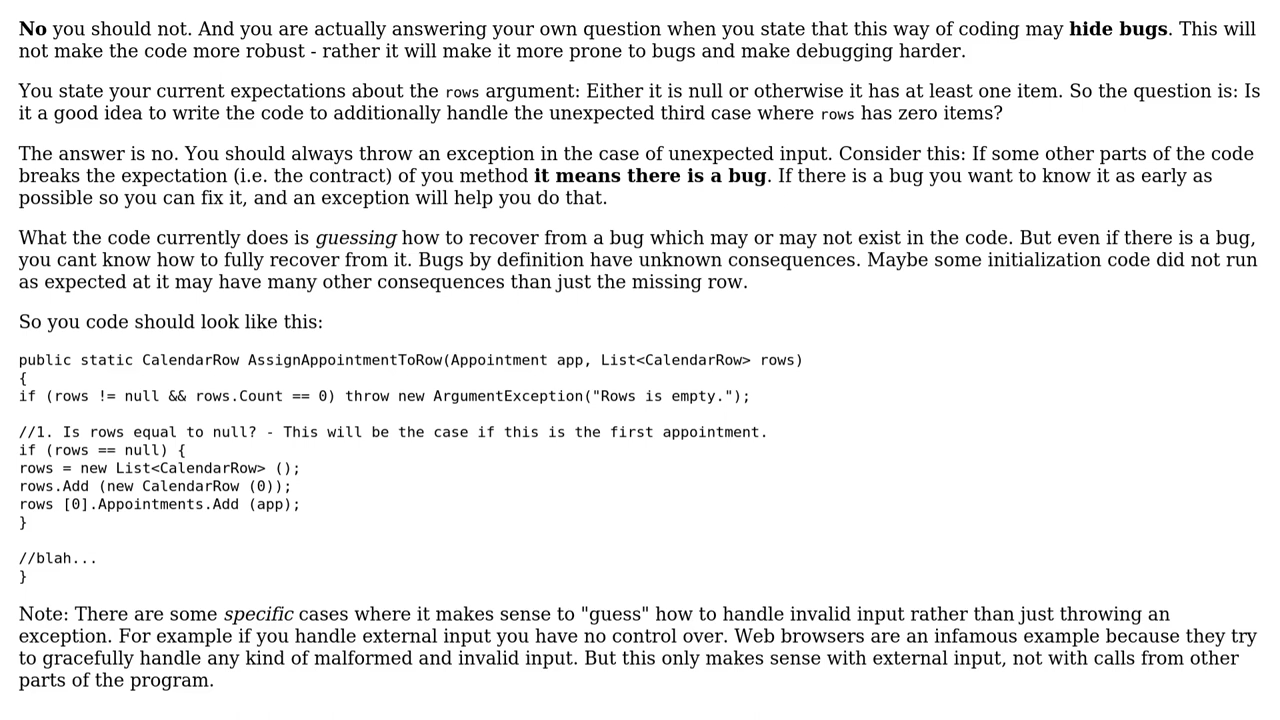 No you should not. And you are actually answering your own question when you state that this way of coding may hide bugs. This will
not make the code more robust - rather it will make it more prone to bugs and make debugging harder.
You state your current expectations about the rows argument: Either it is null or otherwise it has at least one item. So the question is: Is
it a good idea to write the code to additionally handle the unexpected third case where rows has zero items?
The answer is no. You should always throw an exception in the case of unexpected input. Consider this: If some other parts of the code
breaks the expectation (i.e. the contract) of you method it means there is a bug. If there is a bug you want to know it as early as
possible so you can fix it, and an exception will help you do that.
What the code currently does is guessing how to recover from a bug which may or may not exist in the code. But even if there is a bug,
you cant know how to fully recover from it. Bugs by definition have unknown consequences. Maybe some initialization code did not run
as expected at it may have many other consequences than just the missing row.
So you code should look like this:
public static CalendarRow AssignAppointmentToRow(Appointment app, List<CalendarRow> rows)
{
if (rows != null && rows.Count == 0) throw new ArgumentException("Rows is empty.");
//1. Is rows equal to null? - This will be the case if this is the first appointment.
if (rows == null) {
rows = new List<CalendarRow> ();
rows.Add (new CalendarRow (0));
rows [0].Appointments.Add (app);
}
//blah...
}
Note: There are some specific cases where it makes sense to "guess" how to handle invalid input rather than just throwing an
exception. For example if you handle external input you have no control over. Web browsers are an infamous example because they try
to gracefully handle any kind of malformed and invalid input. But this only makes sense with external input, not with calls from other
parts of the program.